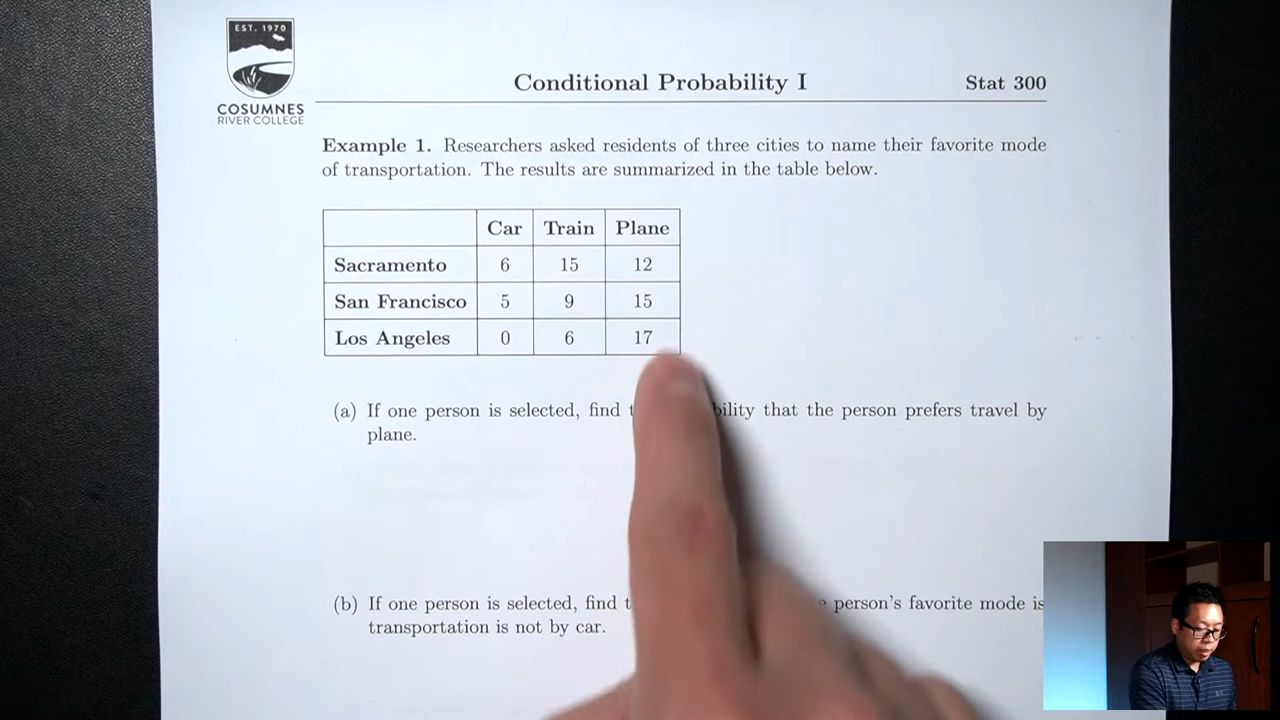 EST. 1970
COSUMNES
RIVER COLLEGE
Conditional Probability I
Stat 300
Example 1. Researchers asked residents of three cities to name their favorite mode
of transportation. The results are summarized in the table below.
Car Train Plane
Sacramento 6 15 12
San Francisco 5 9 15
Los Angeles 0 6 17
(a) If one person is selected, find that the person prefers travel by
plane.
(b) If one person is selected, find person's favorite mode is
transportation is not by car.